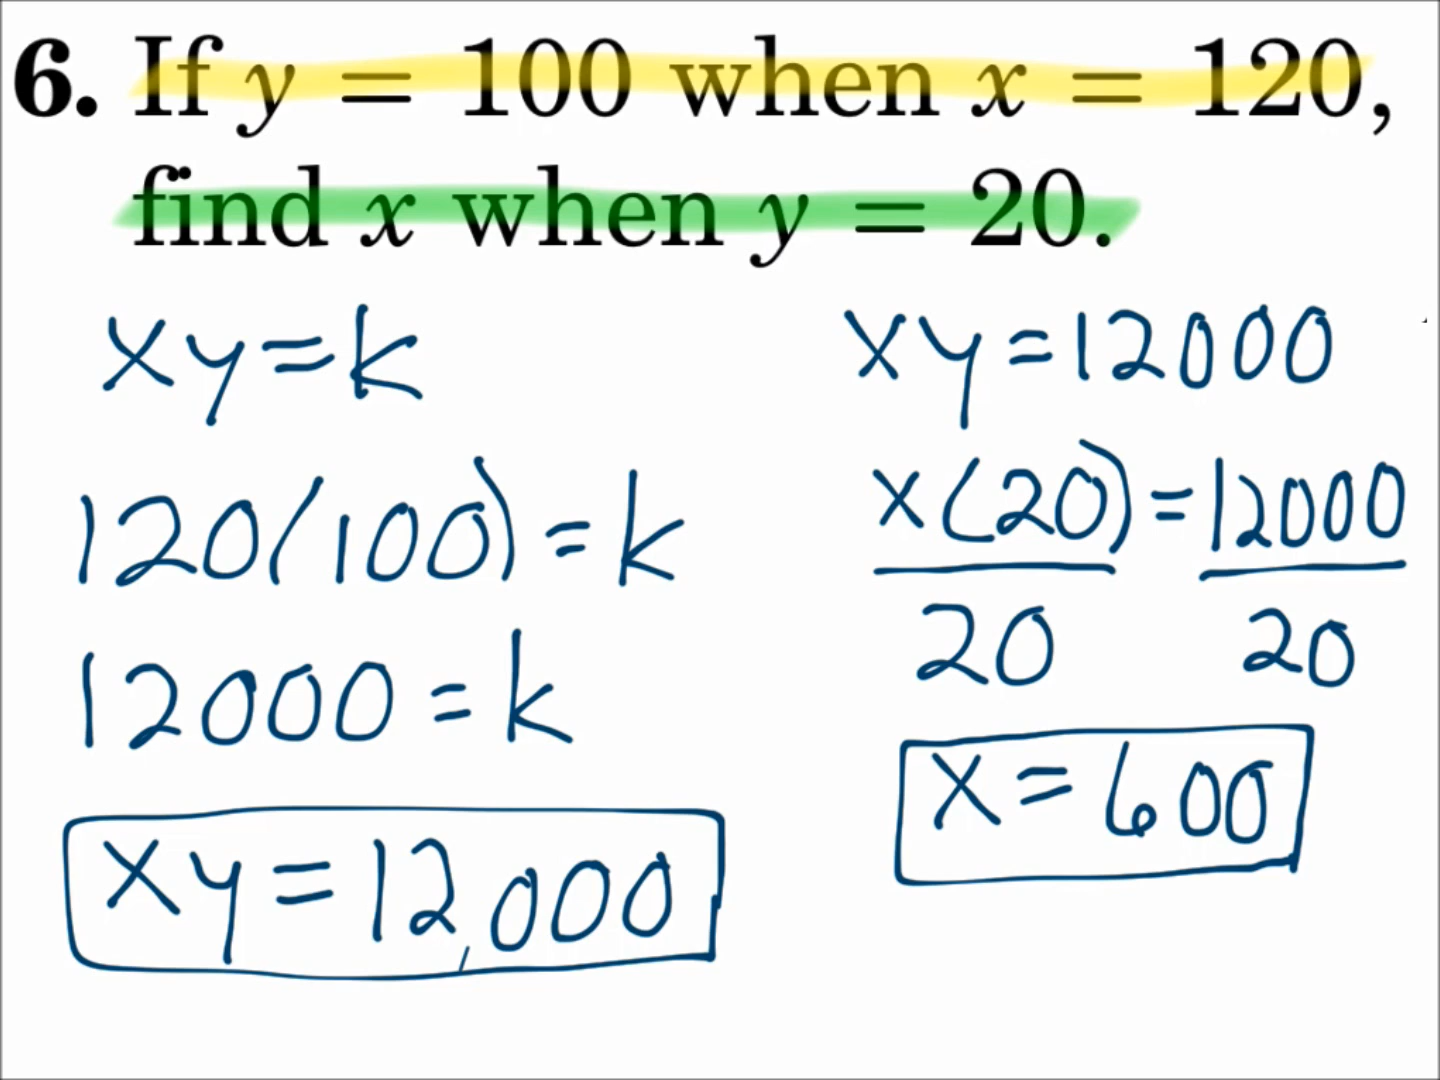 6. If y = 100 when x = 120,
find x when y = 20.
xy=k
120(100)=k
12000=k
xy=12,000
xy=12000
x(20)=12000
20 20
x=600